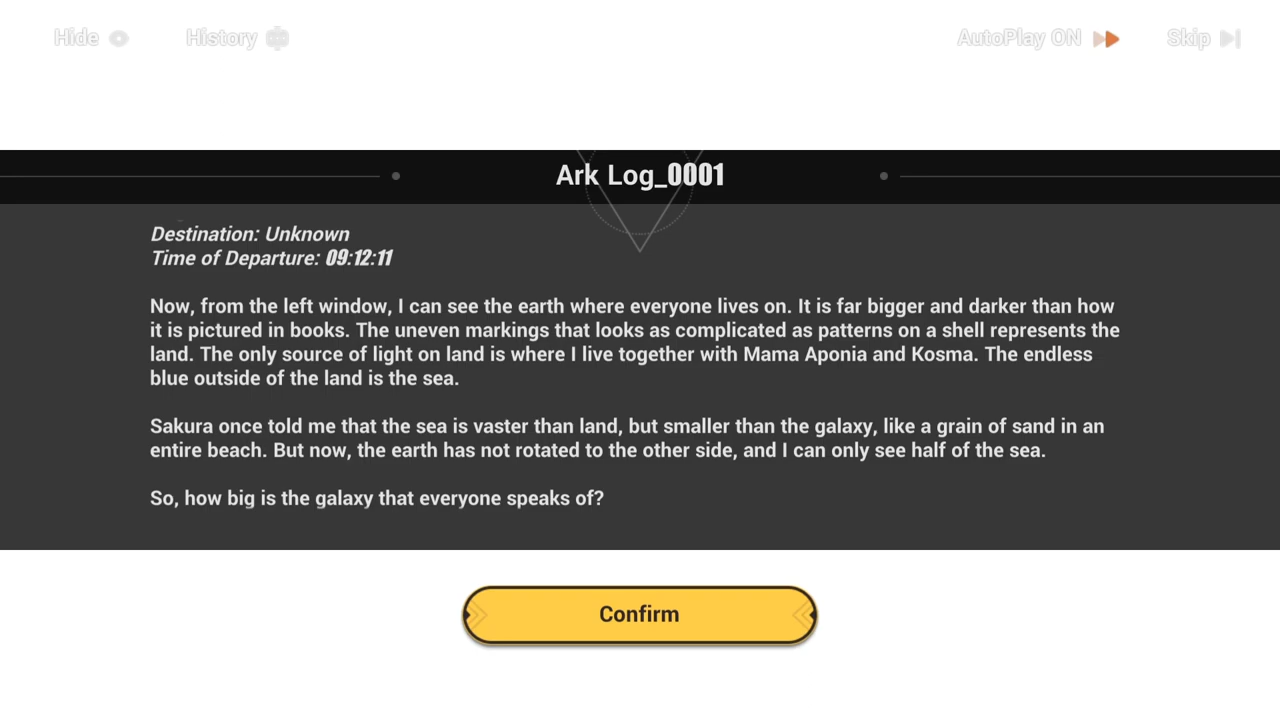 Hide
History
AutoPlay ON
Skip
Ark Log_0001
Destination: Unknown
Time of Departure: 09:12:11
Now, from the left window, I can see the earth where everyone lives on. It is far bigger and darker than how
it is pictured in books. The uneven markings that looks as complicated as patterns on a shell represents the
land. The only source of light on land is where I live together with Mama Aponia and Kosma. The endless
blue outside of the land is the sea.
Sakura once told me that the sea is vaster than land, but smaller than the galaxy, like a grain of sand in an
entire beach. But now, the earth has not rotated to the other side, and I can only see half of the sea.
So, how big is the galaxy that everyone speaks of?
Confirm